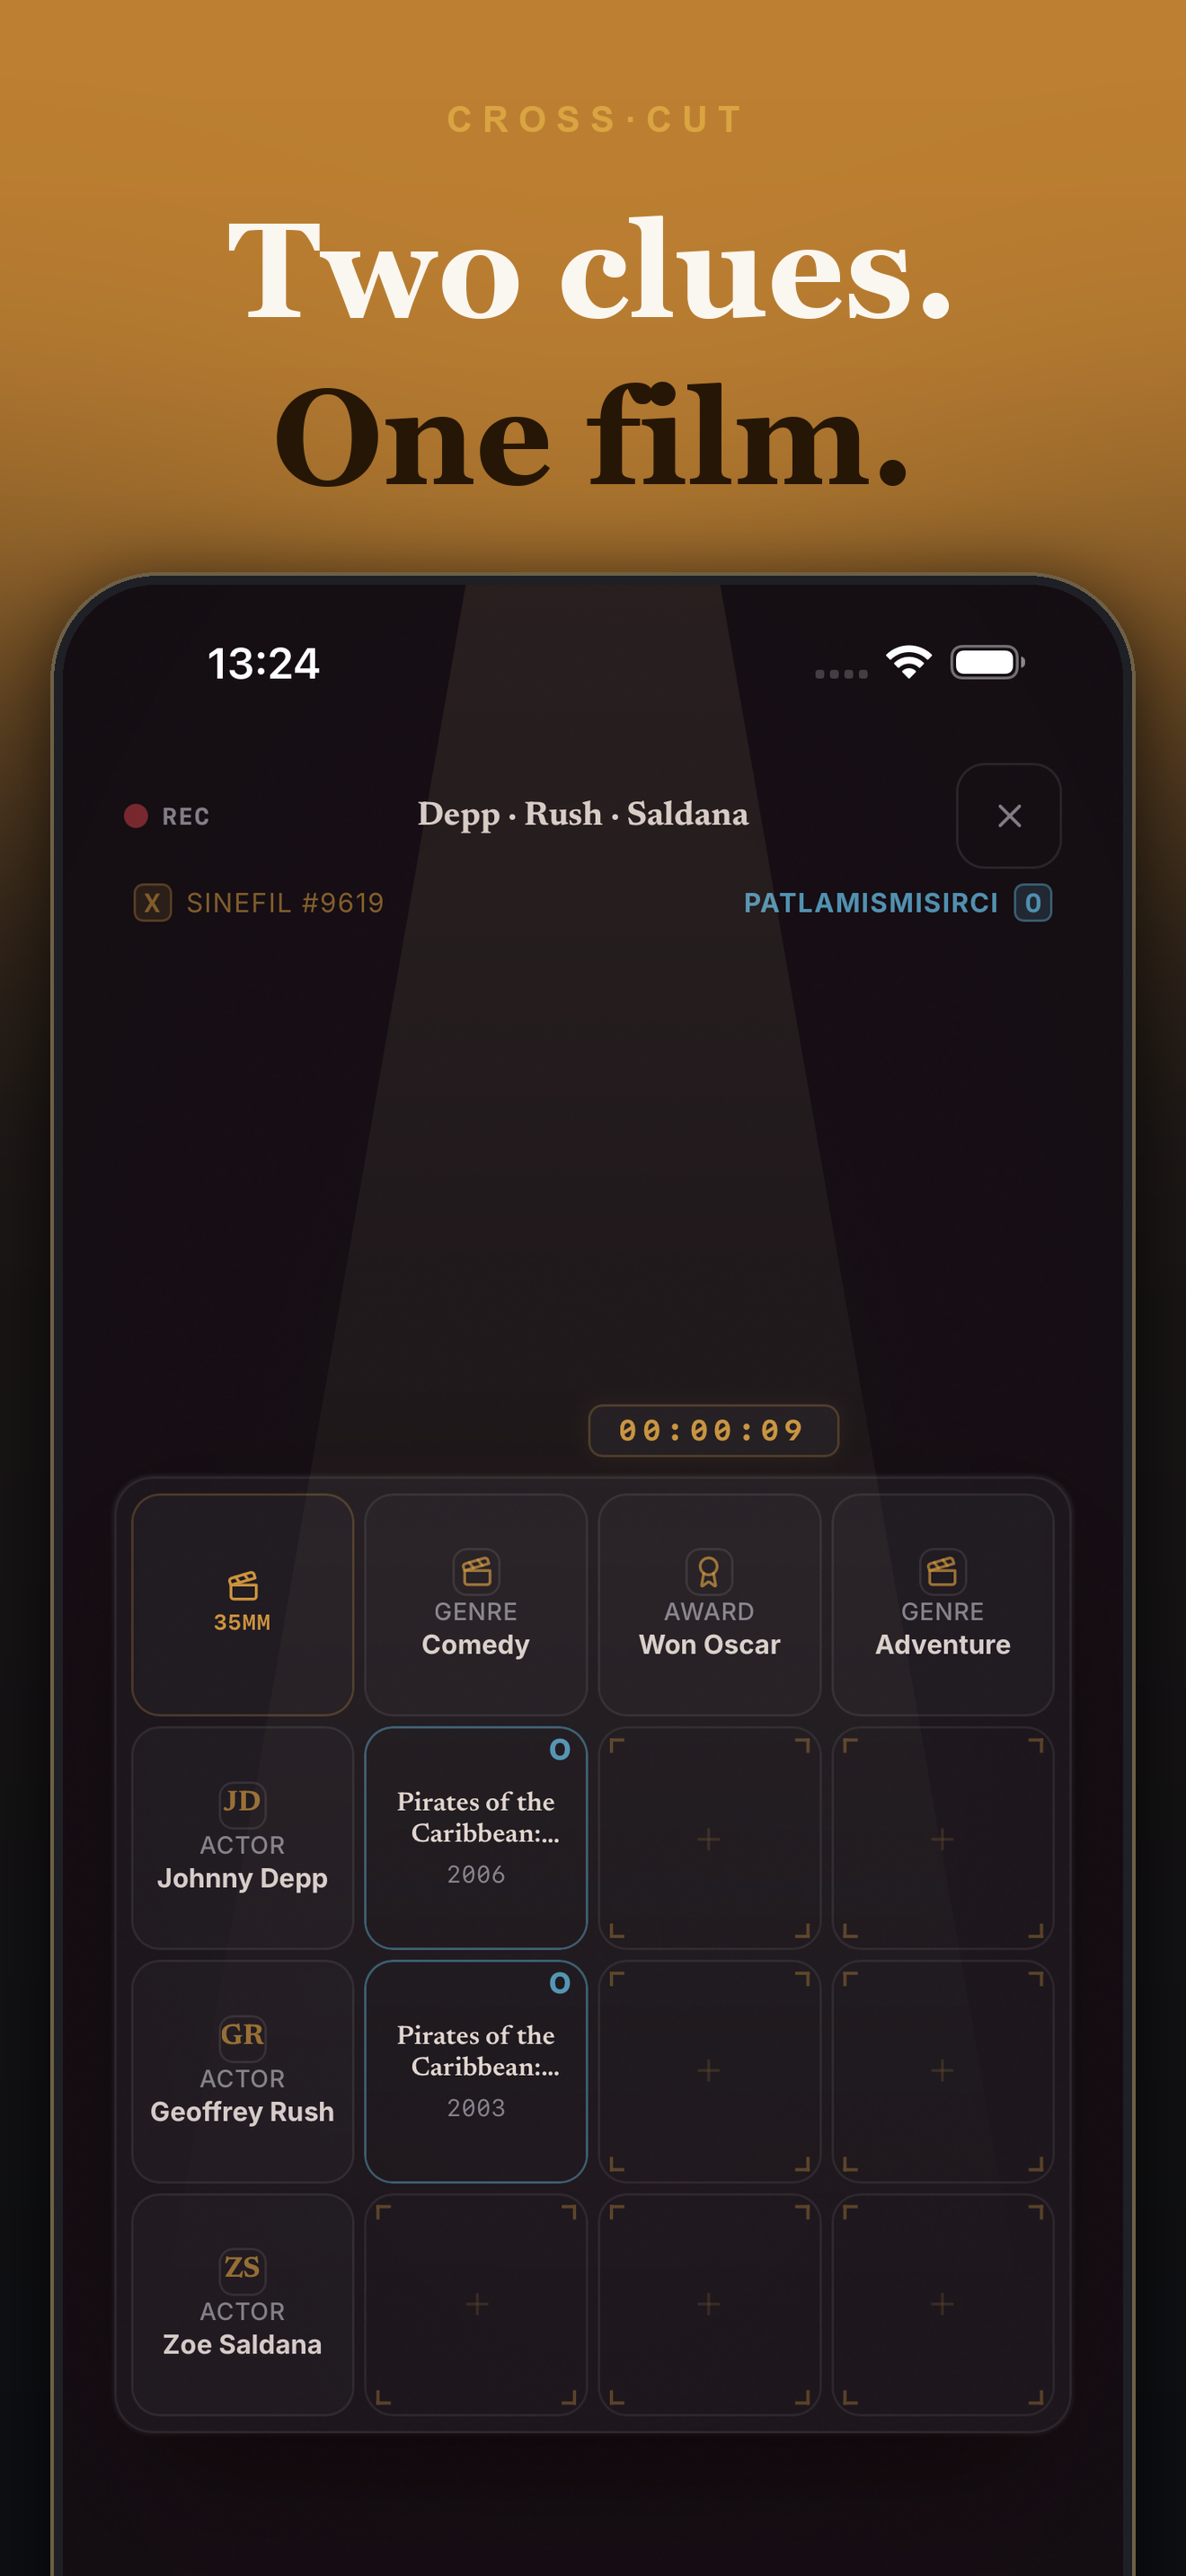 CROSS·CUT
Two clues.
One film.
13:24
REC
Depp · Rush · Saldana
X SINEFIL #9619
PATLAMISMISIRCI O
00:00:09
35MM
GENRE
Comedy
AWARD
Won Oscar
GENRE
Adventure
JD
ACTOR
Johnny Depp
O
Pirates of the
Caribbean:...
2006
GR
ACTOR
Geoffrey Rush
O
Pirates of the
Caribbean:...
2003
ZS
ACTOR
Zoe Saldana